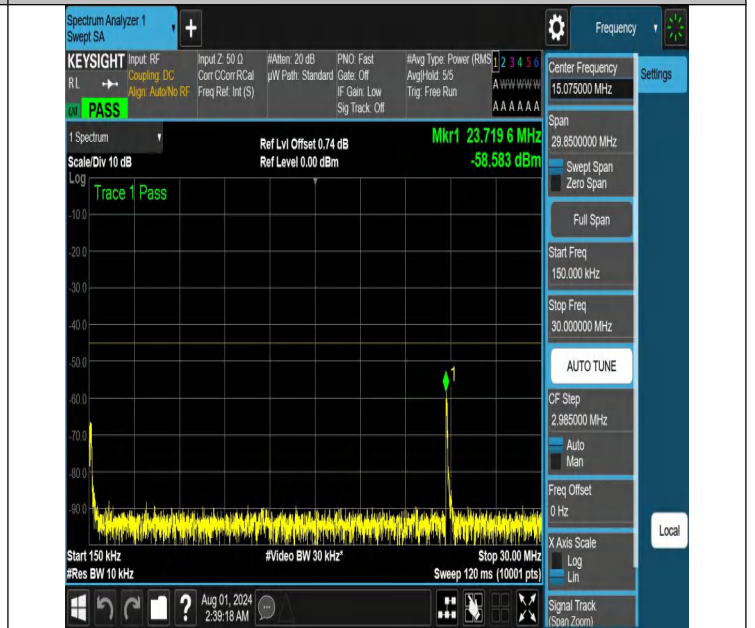 Spectrum Analyzer 1
Swept SA
Frequency
KEYSIGHT
RL
PASS
Input: RF
Coupling: DC
Align: Auto/No RF
Input Z: 50 Ω
Corr CCorr RCal
Freq Ref: Int (S)
#Atten: 20 dB
µW Path: Standard
PNO: Fast
Gate: Off
IF Gain: Low
Sig Track: Off
#Avg Type: Power (RMS
Avg|Hold: 5/5
Trig: Free Run
1 2 3 4 5 6
A W W W W W
A A A A A A
1 Spectrum
Scale/Div 10 dB
Log
Ref Lvl Offset 0.74 dB
Ref Level 0.00 dBm
Mkr1 23.719 6 MHz
-58.583 dBm
Trace 1 Pass
-10.0
-20.0
-30.0
-40.0
-50.0
-60.0
-70.0
-80.0
-90.0
1
Start 150 kHz
#Res BW 10 kHz
#Video BW 30 kHz*
Stop 30.00 MHz
Sweep 120 ms (10001 pts)
Aug 01, 2024
2:39:18 AM
Center Frequency
15.075000 MHz
Span
29.8500000 MHz
Swept Span
Zero Span
Full Span
Start Freq
150.000 kHz
Stop Freq
30.000000 MHz
AUTO TUNE
CF Step
2.985000 MHz
Auto
Man
Freq Offset
0 Hz
X Axis Scale
Log
Lin
Signal Track
(Span Zoom)
Settings
Local